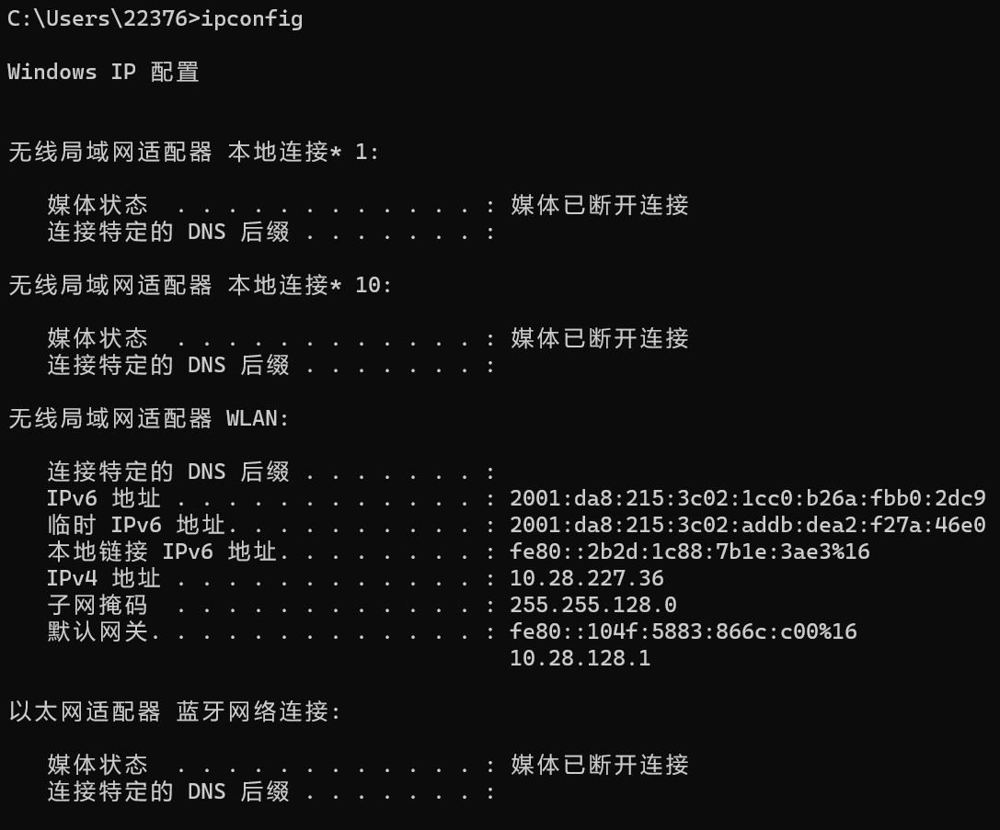 C:\Users\22376>ipconfig
Windows IP 配置
无线局域网适配器 本地连接* 1:
媒体状态  . . . . . . . . . . . . : 媒体已断开连接
连接特定的 DNS 后缀 . . . . . . . :
无线局域网适配器 本地连接* 10:
媒体状态  . . . . . . . . . . . . : 媒体已断开连接
连接特定的 DNS 后缀 . . . . . . . :
无线局域网适配器 WLAN:
连接特定的 DNS 后缀 . . . . . . . :
IPv6 地址 . . . . . . . . . . . . : 2001:da8:215:3c02:1cc0:b26a:fbb0:2dc9
临时 IPv6 地址. . . . . . . . . . : 2001:da8:215:3c02:addb:dea2:f27a:46e0
本地链接 IPv6 地址. . . . . . . . : fe80::2b2d:1c88:7b1e:3ae3%16
IPv4 地址 . . . . . . . . . . . . : 10.28.227.36
子网掩码  . . . . . . . . . . . . : 255.255.128.0
默认网关. . . . . . . . . . . . . : fe80::104f:5883:866c:c00%16
10.28.128.1
以太网适配器 蓝牙网络连接:
媒体状态  . . . . . . . . . . . . : 媒体已断开连接
连接特定的 DNS 后缀 . . . . . . . :